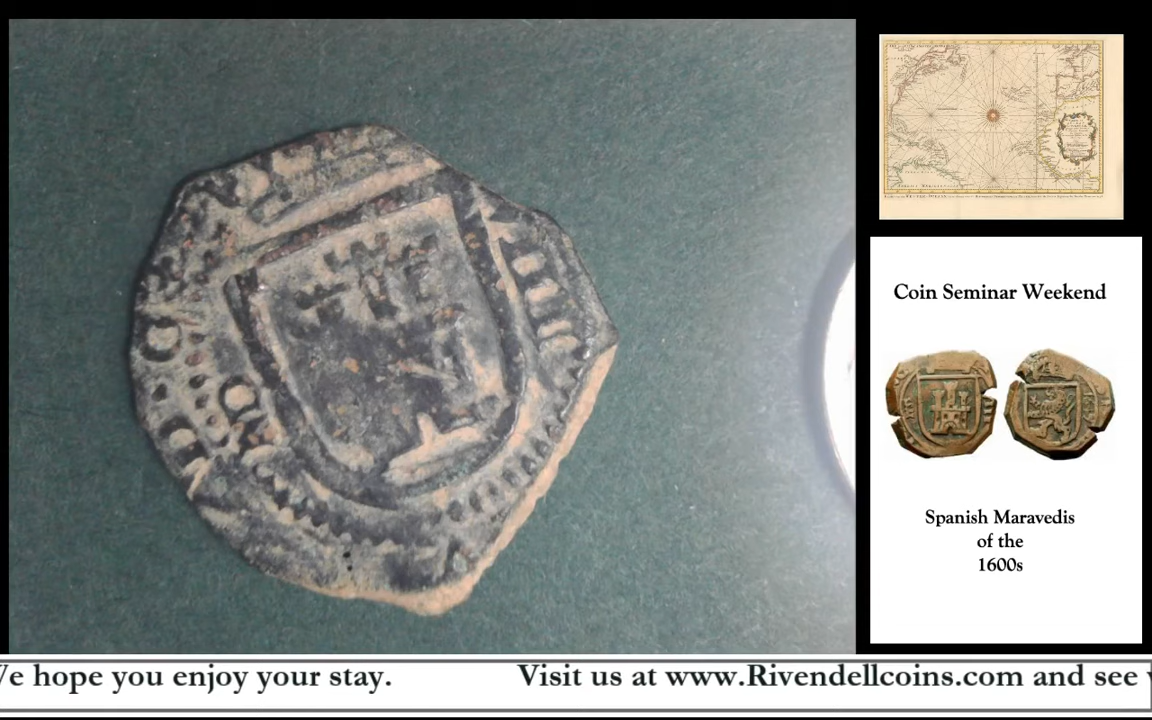 Coin Seminar Weekend
Spanish Maravedis
of the
1600s
We hope you enjoy your stay. Visit us at www.Rivendellcoins.com and see